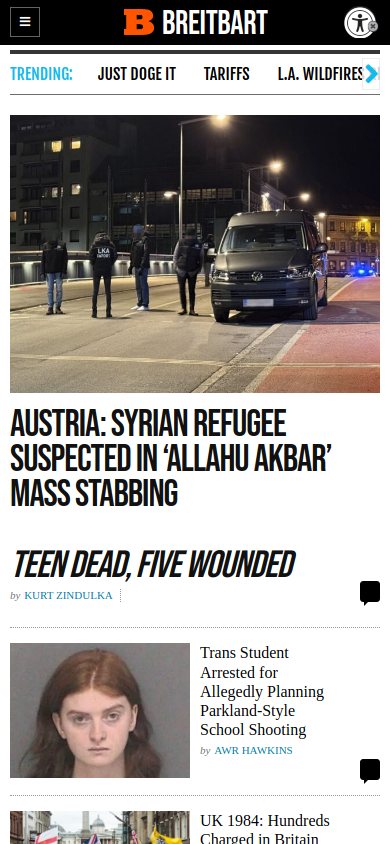 BREITBART
TRENDING: JUST DOGE IT TARIFFS L.A. WILDFIRES
LKA
AUSTRIA: SYRIAN REFUGEE
SUSPECTED IN ‘ALLAHU AKBAR’
MASS STABBING
TEEN DEAD, FIVE WOUNDED
by KURT ZINDULKA
Trans Student
Arrested for
Allegedly Planning
Parkland-Style
School Shooting
by AWR HAWKINS
UK 1984: Hundreds
Charged in Britain